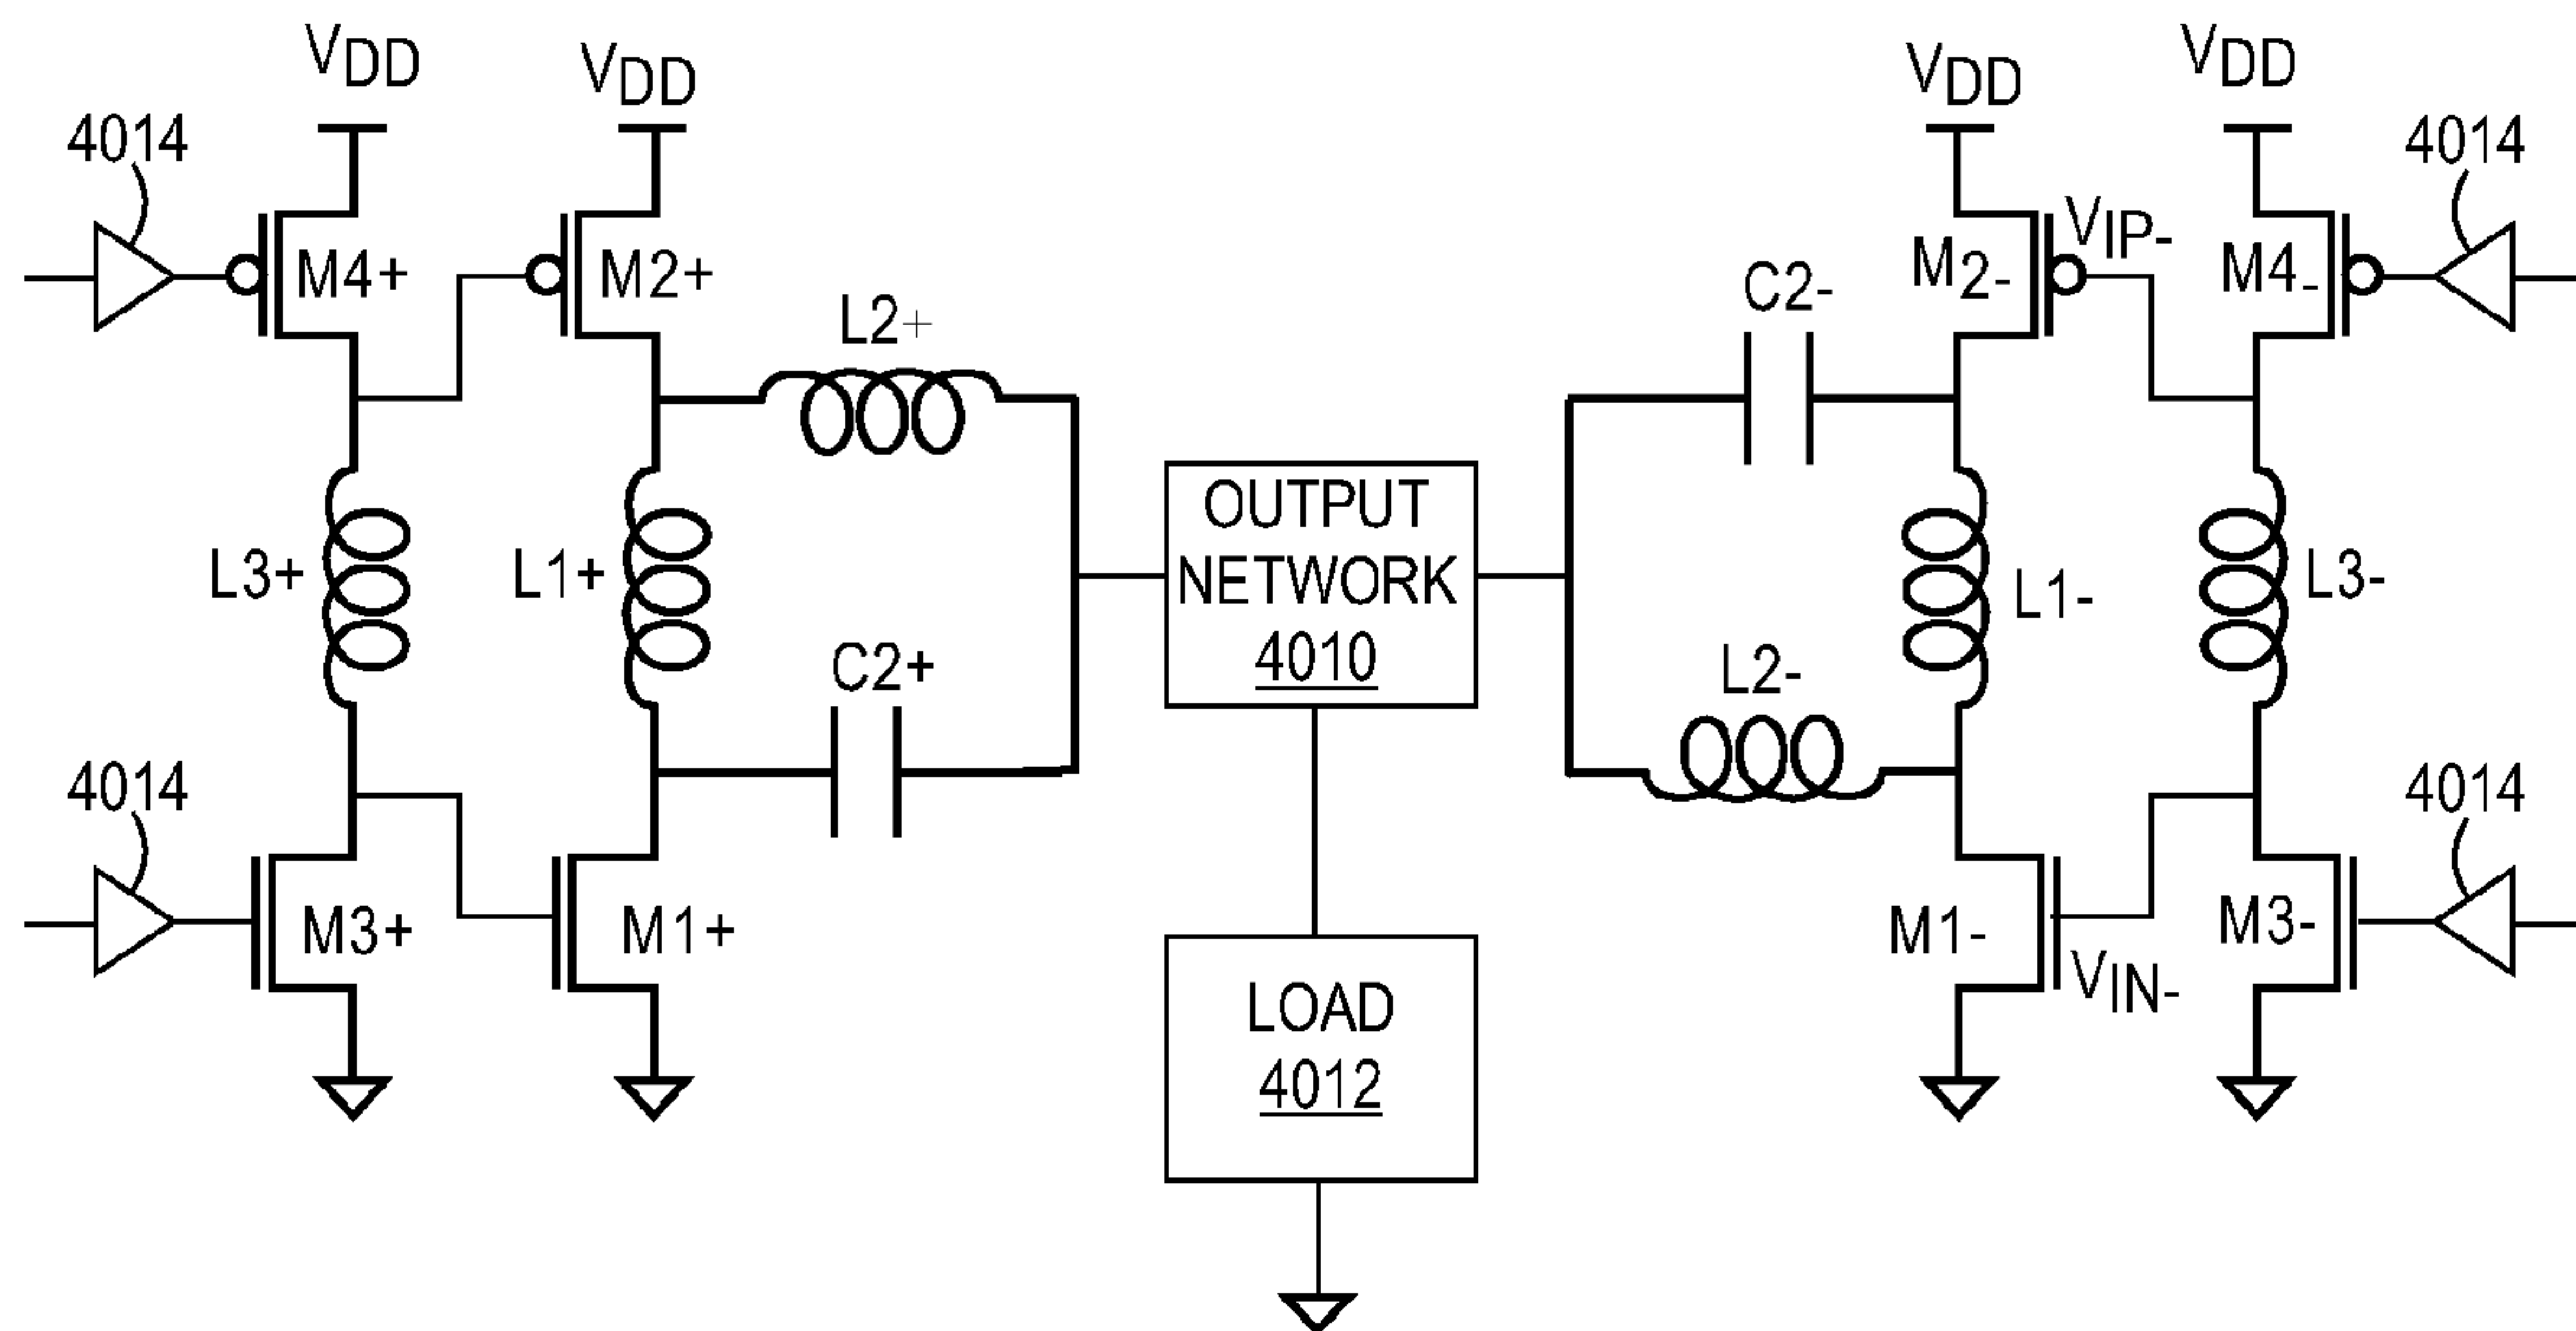 VDD
VDD
VDD
VDD
4014
4014
M4+
M2+
M2-
VIP-
M4-
L2+
C2-
OUTPUT
NETWORK
4010
L3+
L1+
L1-
L3-
C2+
L2-
4014
4014
M3+
M1+
M1-
VIN-
M3-
LOAD
4012